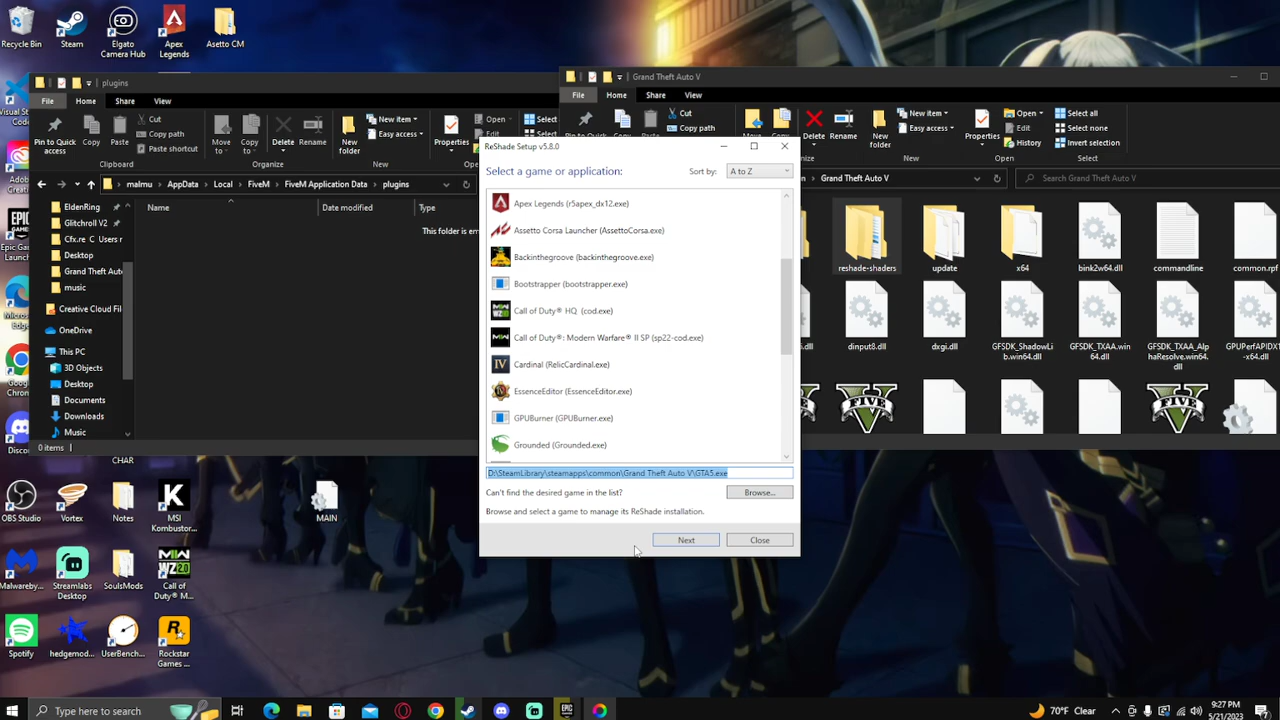 Recycle Bin
Steam
Elgato Camera Hub
Apex Legends
Asetto CM
plugins
File
Home
Share
View
Pin to Quick access
Copy
Paste
Cut
Copy path
Paste shortcut
Clipboard
Move to
Copy to
Delete
Rename
Organize
New folder
New item
Easy access
New
Properties
Open
Edit
History
Select
malmu > AppData > Local > FiveM > FiveM Application Data > plugins
EldenRin
Glitchroll V2
Cfx.re C_Users r
Desktop
Grand Theft Auto
music
Creative Cloud Fil
OneDrive
This PC
3D Objects
Desktop
Documents
Downloads
Music
Name
Date modified
Type
This folder is em
0 items
Grand Theft Auto V
File
Home
Share
View
Cut
Copy path
Delete
Rename
New folder
New item
Easy access
New
Properties
Open
Edit
History
Open
Select all
Select none
Invert selection
Select
Grand Theft Auto V
Search Grand Theft Auto V
reshade-shaders
update
x64
bink2w64.dll
commandline
common.rpf
dinput8.dll
dxgi.dll
GFSDK_ShadowLib.win64.dll
GFSDK_TXAA.win64.dll
GFSDK_TXAA_AlphaResolve.win64.dll
GPUPerfAPIDX1-x64.dll
ReShade Setup v5.8.0
Select a game or application:
Sort by:
A to Z
Apex Legends (r5apex_dx12.exe)
Assetto Corsa Launcher (AssettoCorsa.exe)
Backinthegroove (backinthegroove.exe)
Bootstrapper (bootstrapper.exe)
Call of Duty® HQ (cod.exe)
Call of Duty®: Modern Warfare® II SP (sp22-cod.exe)
Cardinal (RelicCardinal.exe)
EssenceEditor (EssenceEditor.exe)
GPUBurner (GPUBurner.exe)
Grounded (Grounded.exe)
D:\SteamLibrary\steamapps\common\Grand Theft Auto V\GTA5.exe
Can't find the desired game in the list?
Browse...
Browse and select a game to manage its ReShade installation.
Next
Close
CHAR
Vortex
Notes
MSI Kombustor...
MAIN
Malwareby...
Streamlabs Desktop
SoulsMods
Call of Duty® M...
Spotify
hedgemod...
UserBench...
Rockstar Games ...
Type here to search
70°F Clear
9:27 PM